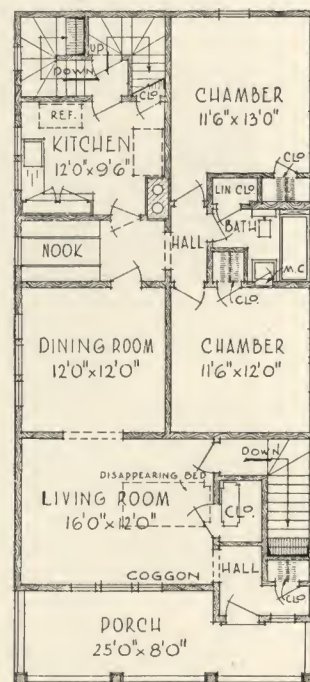 UP
DOWN
CLO
REF.
CHAMBER
11'6"x13'0"
KITCHEN
12'0"x9'6"
CLO
LIN CLO
BATH
HALL
NOOK
M.C
CLO.
DINING ROOM
12'0"x12'0"
CHAMBER
11'6"x12'0"
DOWN
DISAPPEARING BED
LIVING ROOM
16'0"x12'0"
CLO.
HALL
COGGON
CLO
PORCH
25'0"x8'0"